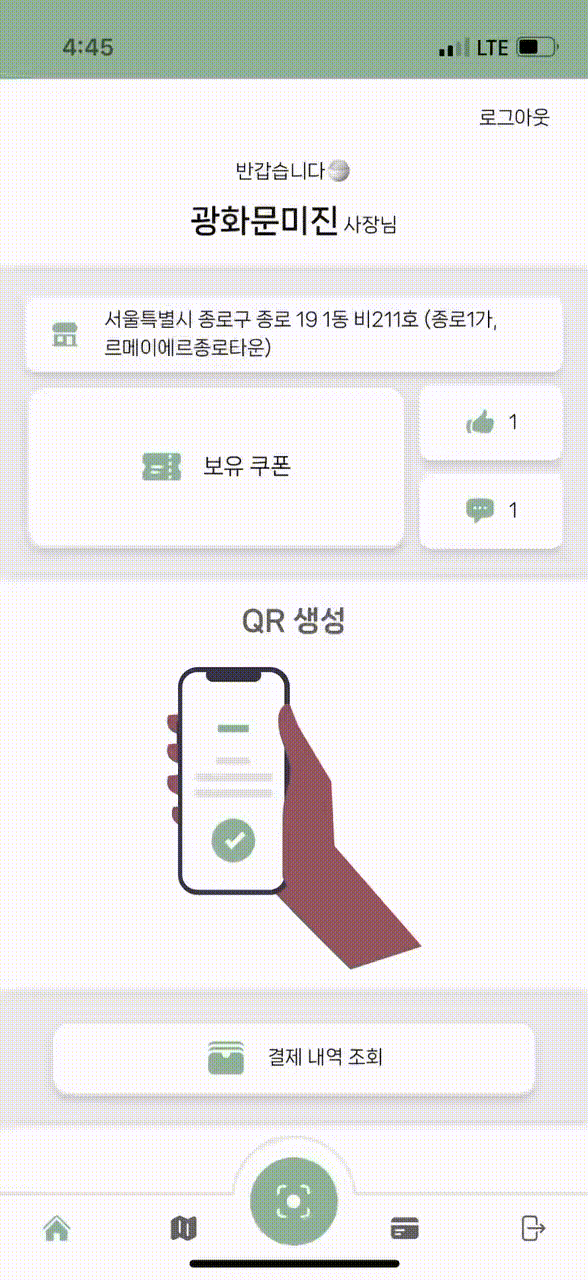 4:45
LTE
로그아웃
반갑습니다
광화문미진 사장님
서울특별시 종로구 종로 19 1동 비211호 (종로1가,
르메이에르종로타운)
보유 쿠폰
1
1
QR 생성
결제 내역 조회